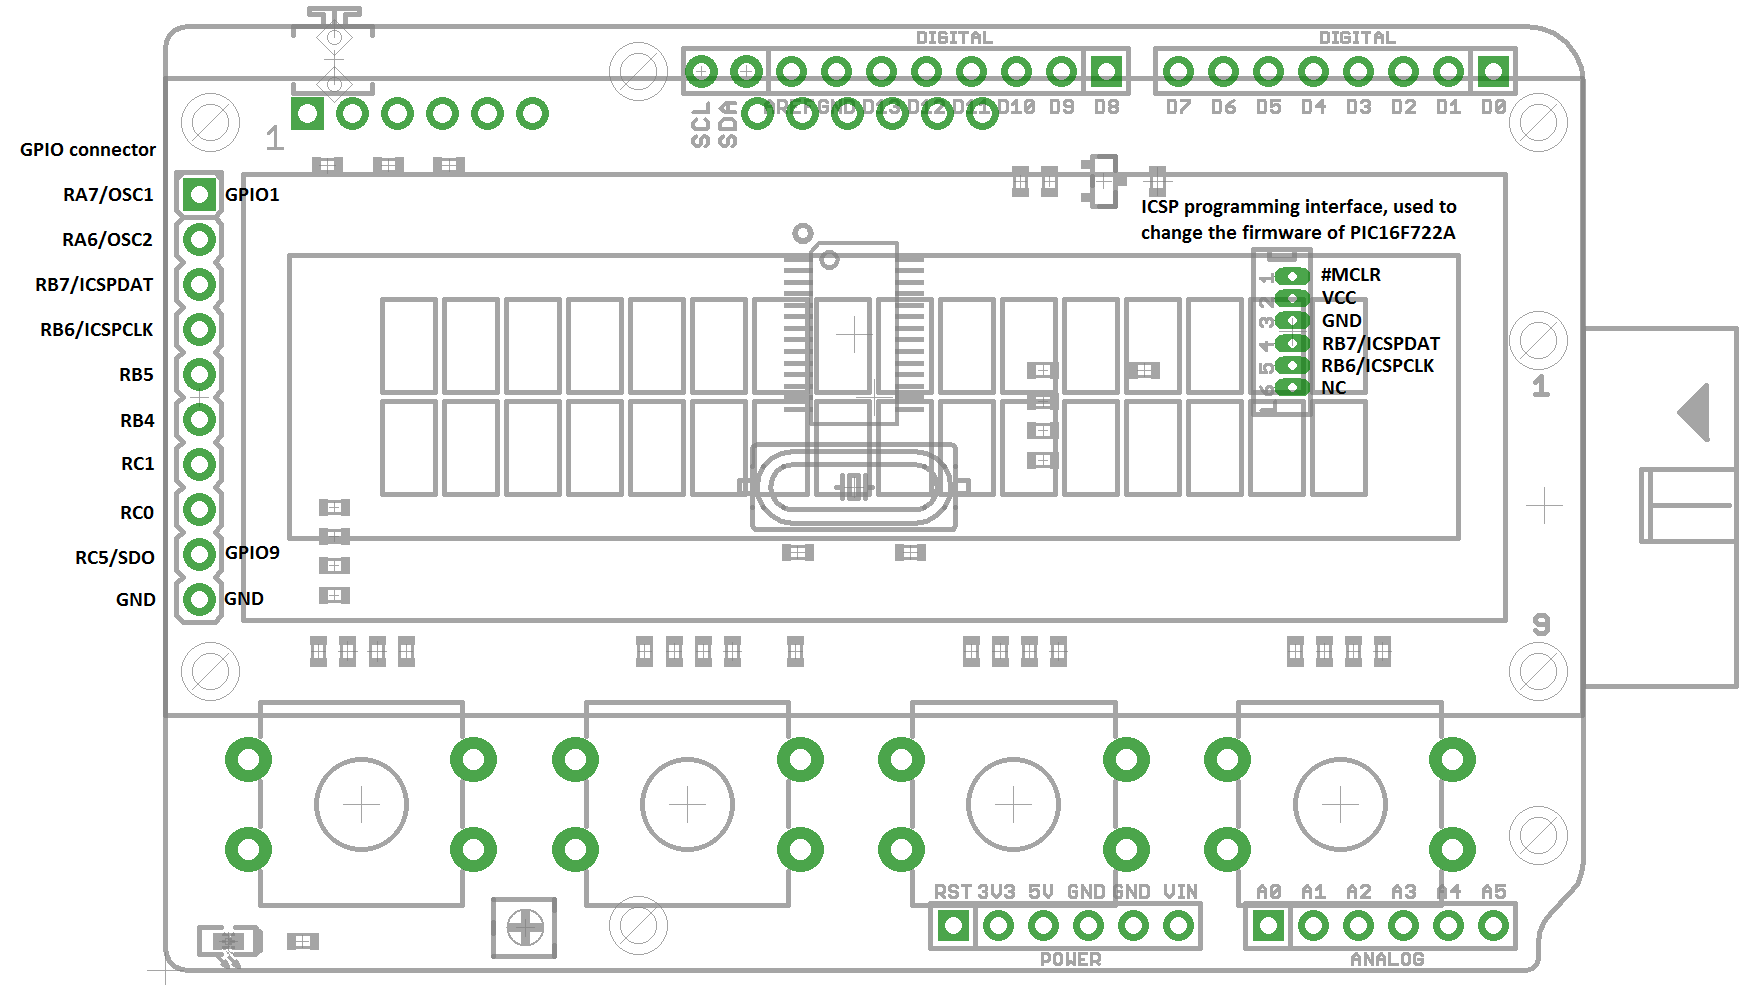 DIGITAL
DIGITAL
SCL
SDA
AREF GND D13 D12 D11 D10 D9 D8
D7 D6 D5 D4 D3 D2 D1 D0
1
GPIO connector
RA7/OSC1
GPIO1
RA6/OSC2
RB7/ICSPDAT
RB6/ICSPCLK
RB5
RB4
RC1
RC0
RC5/SDO
GPIO9
GND
GND
ICSP programming interface, used to
change the firmware of PIC16F722A
1 #MCLR
2 VCC
3 GND
4 RB7/ICSPDAT
5 RB6/ICSPCLK
6 NC
1
9
RST 3V3 5V GND GND VIN
POWER
A0 A1 A2 A3 A4 A5
ANALOG